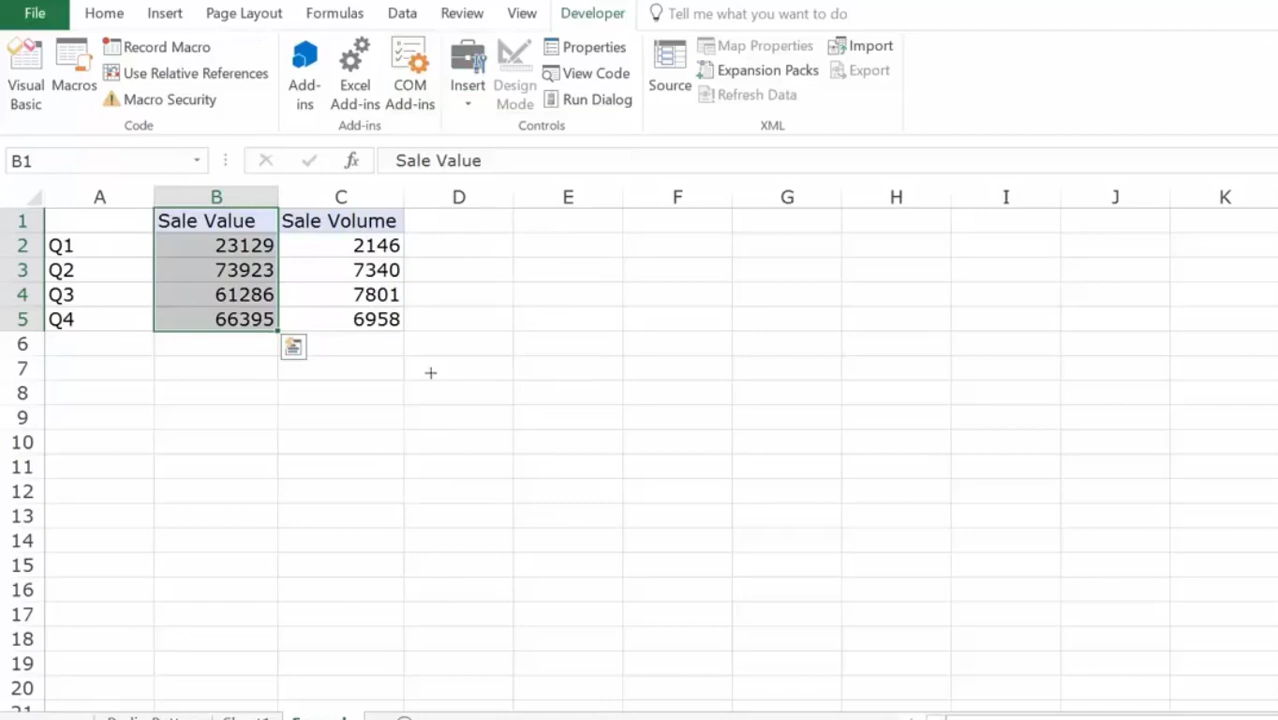 File Home Insert Page Layout Formulas Data Review View Developer Tell me what you want to do
Visual Basic
Macros
Record Macro
Use Relative References
Macro Security
Code
Add-ins
Excel Add-ins
COM Add-ins
Add-ins
Insert
Design Mode
Properties
View Code
Run Dialog
Controls
Source
Map Properties
Expansion Packs
Refresh Data
Import
Export
XML
B1 fx Sale Value
A B C D E F G H I J K
1 Sale Value Sale Volume
2 Q1 23129 2146
3 Q2 73923 7340
4 Q3 61286 7801
5 Q4 66395 6958
6
7
8
9
10
11
12
13
14
15
16
17
18
19
20
21